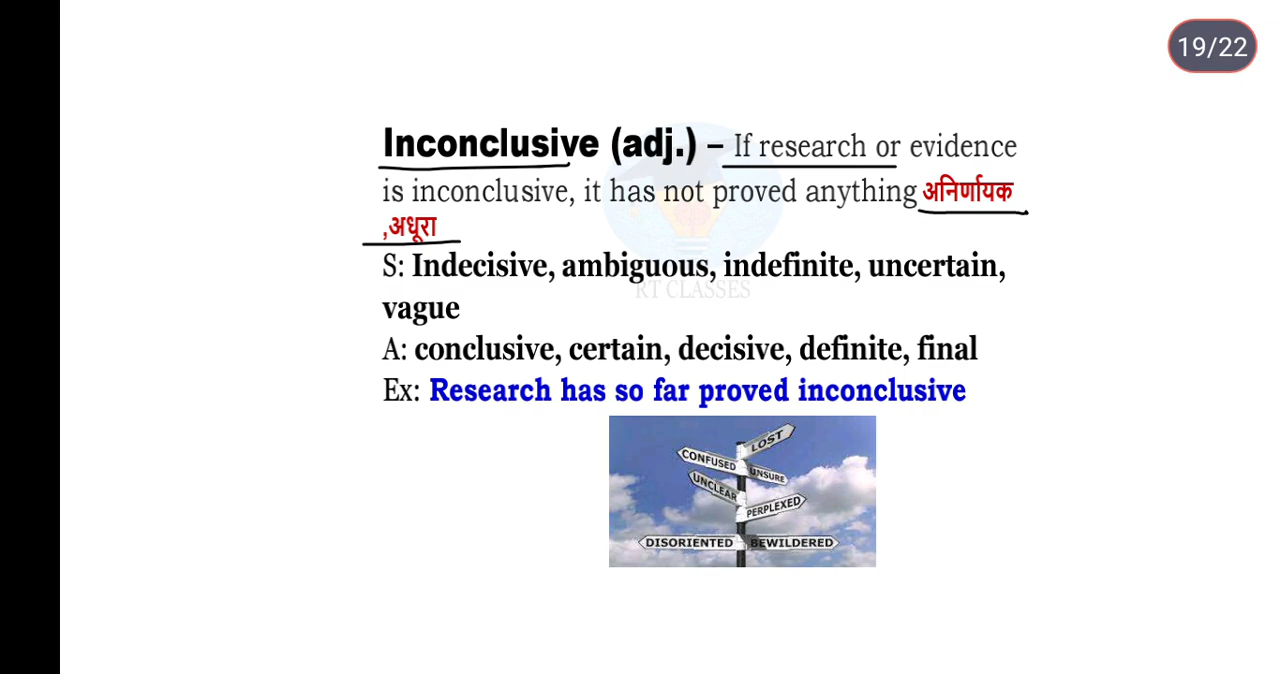 19/22
Inconclusive (adj.) – If research or evidence
is inconclusive, it has not proved anything अनिर्णायक
,अधूरा
S: Indecisive, ambiguous, indefinite, uncertain,
RT CLASSES
vague
A: conclusive, certain, decisive, definite, final
Ex: Research has so far proved inconclusive
LOST
CONFUSED
UNSURE
UNCLEAR
PERPLEXED
DISORIENTED
BEWILDERED